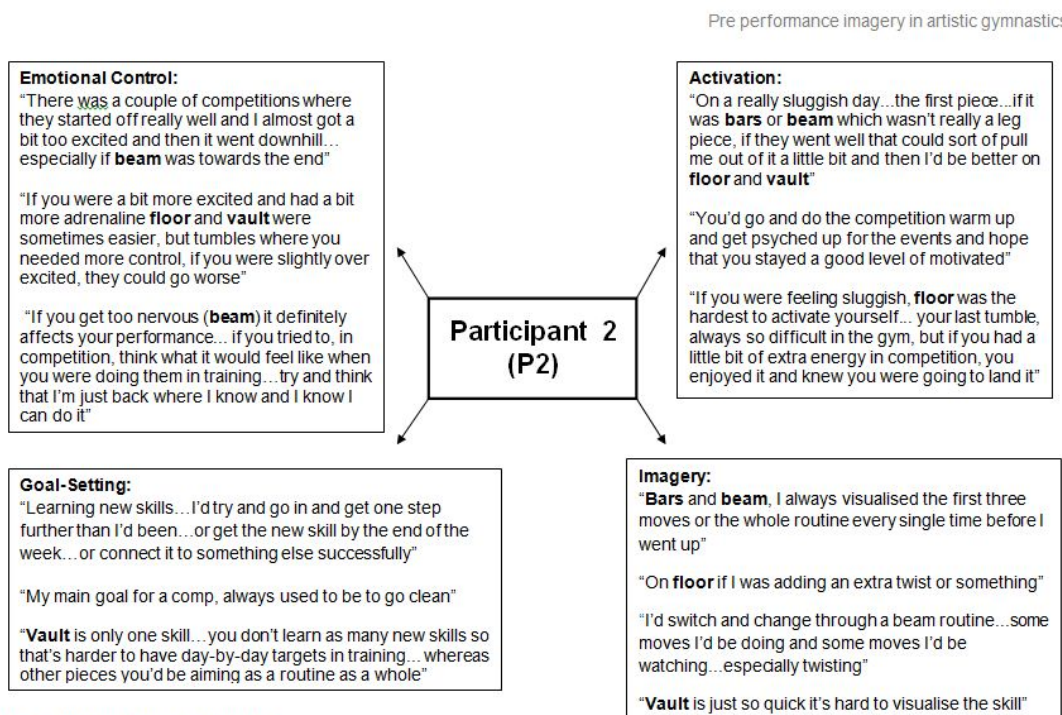 Pre performance imagery in artistic gymnastics
Emotional Control:
“There was a couple of competitions where
they started off really well and I almost got a
bit too excited and then it went downhill…
especially if beam was towards the end”
“If you were a bit more excited and had a bit
more adrenaline floor and vault were
sometimes easier, but tumbles where you
needed more control, if you were slightly over
excited, they could go worse”
“If you get too nervous (beam) it definitely
affects your performance... if you tried to, in
competition, think what it would feel like when
you were doing them in training…try and think
that I’m just back where I know and I know I
can do it”
Activation:
“On a really sluggish day...the first piece...if it
was bars or beam which wasn’t really a leg
piece, if they went well that could sort of pull
me out of it a little bit and then I’d be better on
floor and vault”
“You’d go and do the competition warm up
and get psyched up for the events and hope
that you stayed a good level of motivated”
“If you were feeling sluggish, floor was the
hardest to activate yourself... your last tumble,
always so difficult in the gym, but if you had a
little bit of extra energy in competition, you
enjoyed it and knew you were going to land it”
Participant 2
(P2)
Goal-Setting:
“Learning new skills…I’d try and go in and get one step
further than I’d been…or get the new skill by the end of the
week…or connect it to something else successfully”
“My main goal for a comp, always used to be to go clean”
“Vault is only one skill…you don’t learn as many new skills so
that’s harder to have day-by-day targets in training... whereas
other pieces you’d be aiming as a routine as a whole”
Imagery:
“Bars and beam, I always visualised the first three
moves or the whole routine every single time before I
went up”
“On floor if I was adding an extra twist or something”
“I’d switch and change through a beam routine...some
moves I’d be doing and some moves I’d be
watching...especially twisting”
“Vault is just so quick it’s hard to visualise the skill”